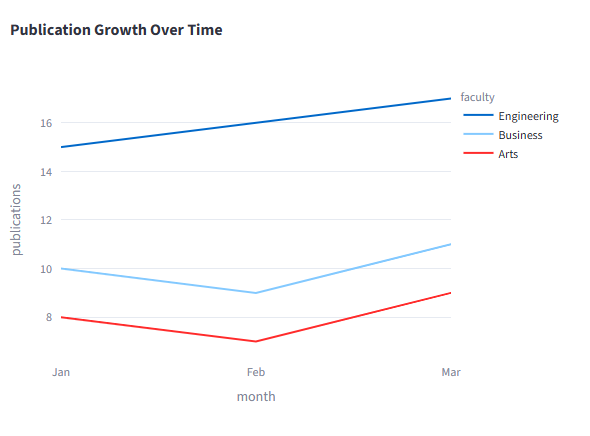 Publication Growth Over Time
faculty
Engineering
Business
Arts
publications
16
14
12
10
8
Jan
Feb
Mar
month